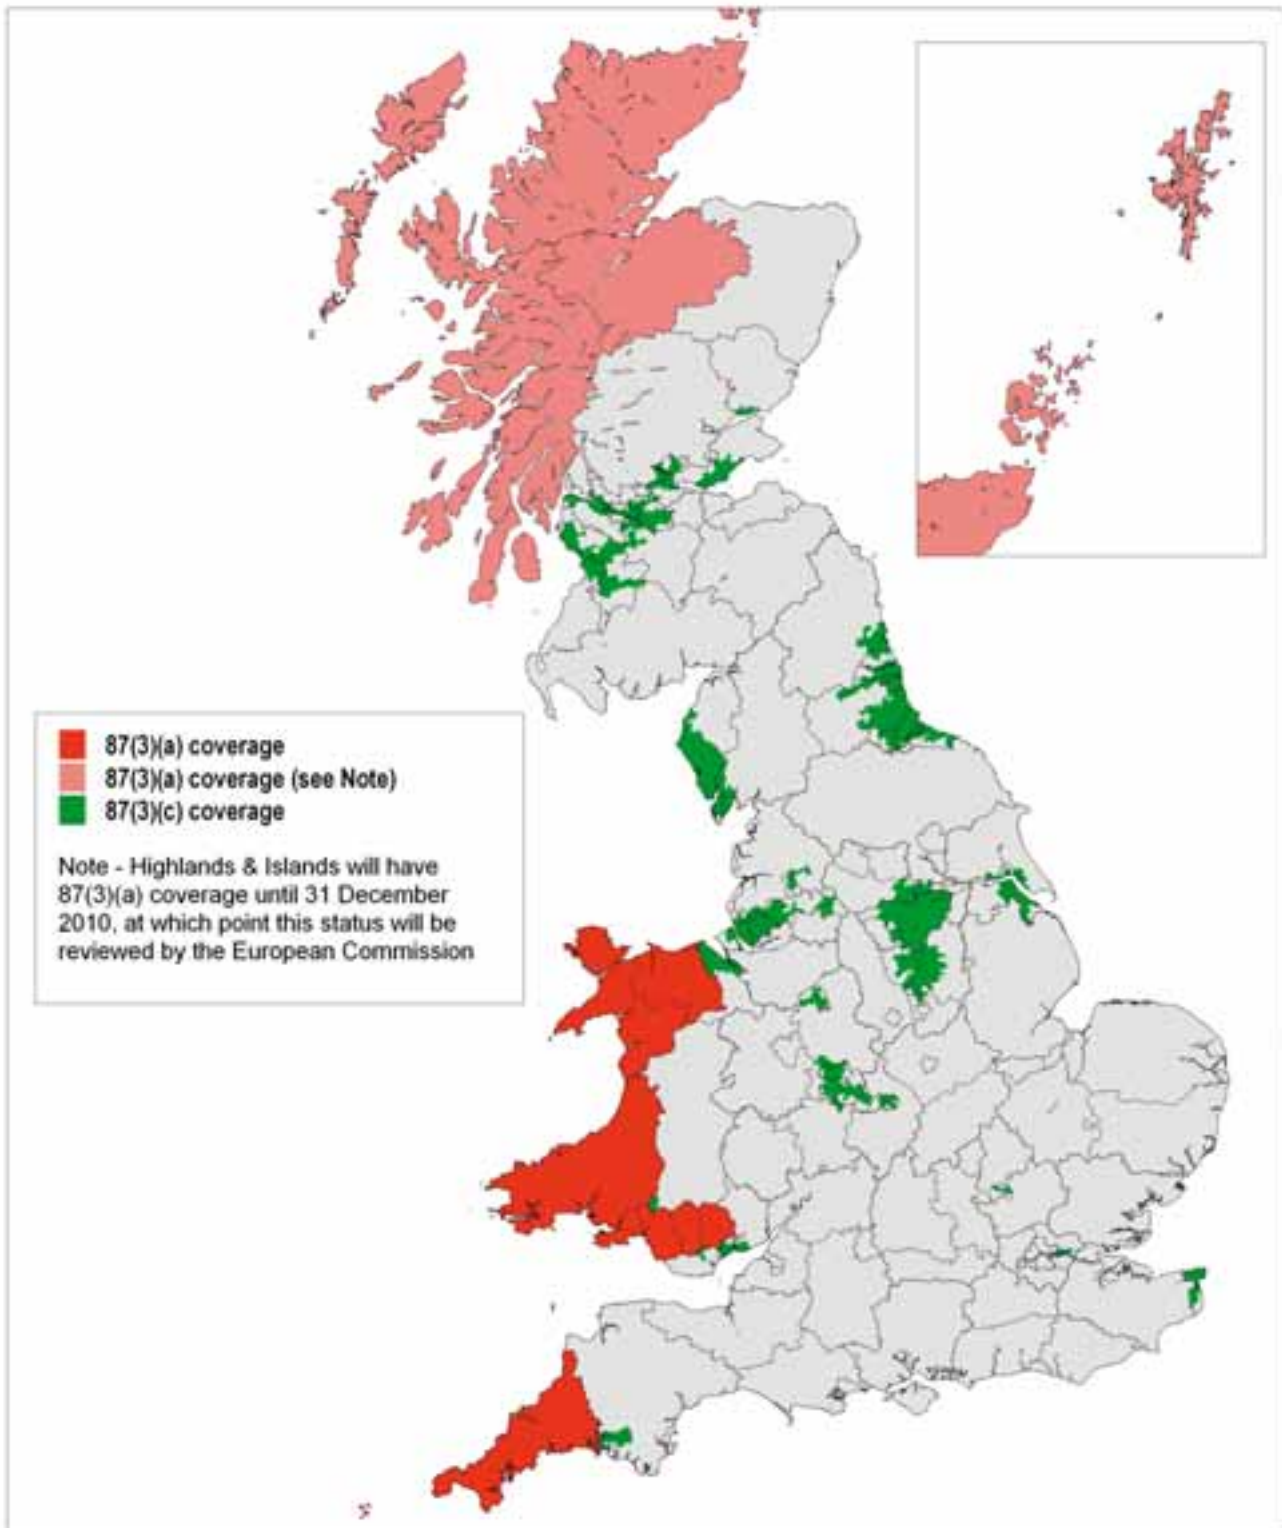 87(3)(a) coverage
87(3)(a) coverage (see Note)
87(3)(c) coverage
Note - Highlands & Islands will have
87(3)(a) coverage until 31 December
2010, at which point this status will be
reviewed by the European Commission